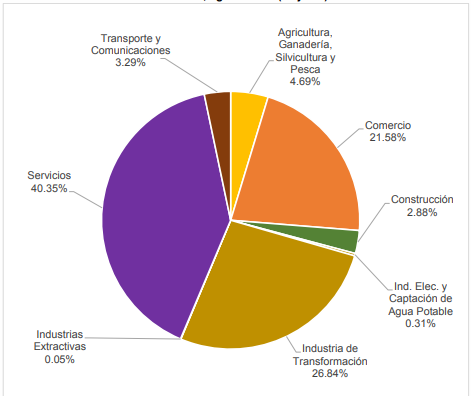 Agricultura,
Ganadería,
Silvicultura y
Pesca
4.69%
Comercio
21.58%
Construcción
2.88%
Ind. Elec. y
Captación de
Agua Potable
0.31%
Industria de
Transformación
26.84%
Industrias
Extractivas
0.05%
Servicios
40.35%
Transporte y
Comunicaciones
3.29%